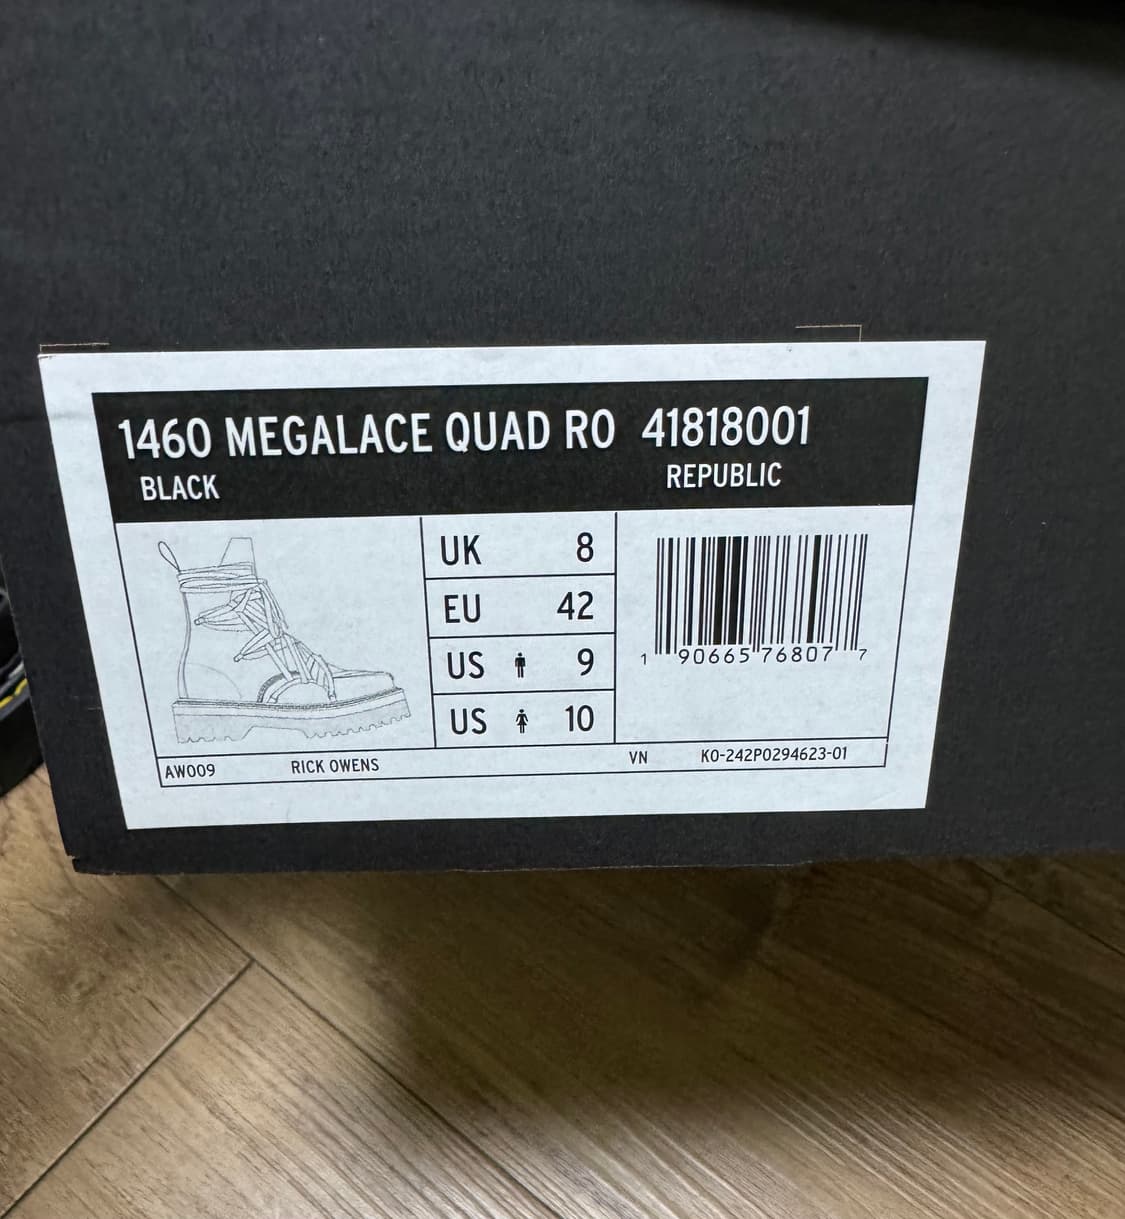 1460 MEGALACE QUAD RO 41818001
BLACK REPUBLIC
UK 8
EU 42
US 9
US 10
1 90665 76807 7
AW009 RICK OWENS VN KO-242P0294623-01